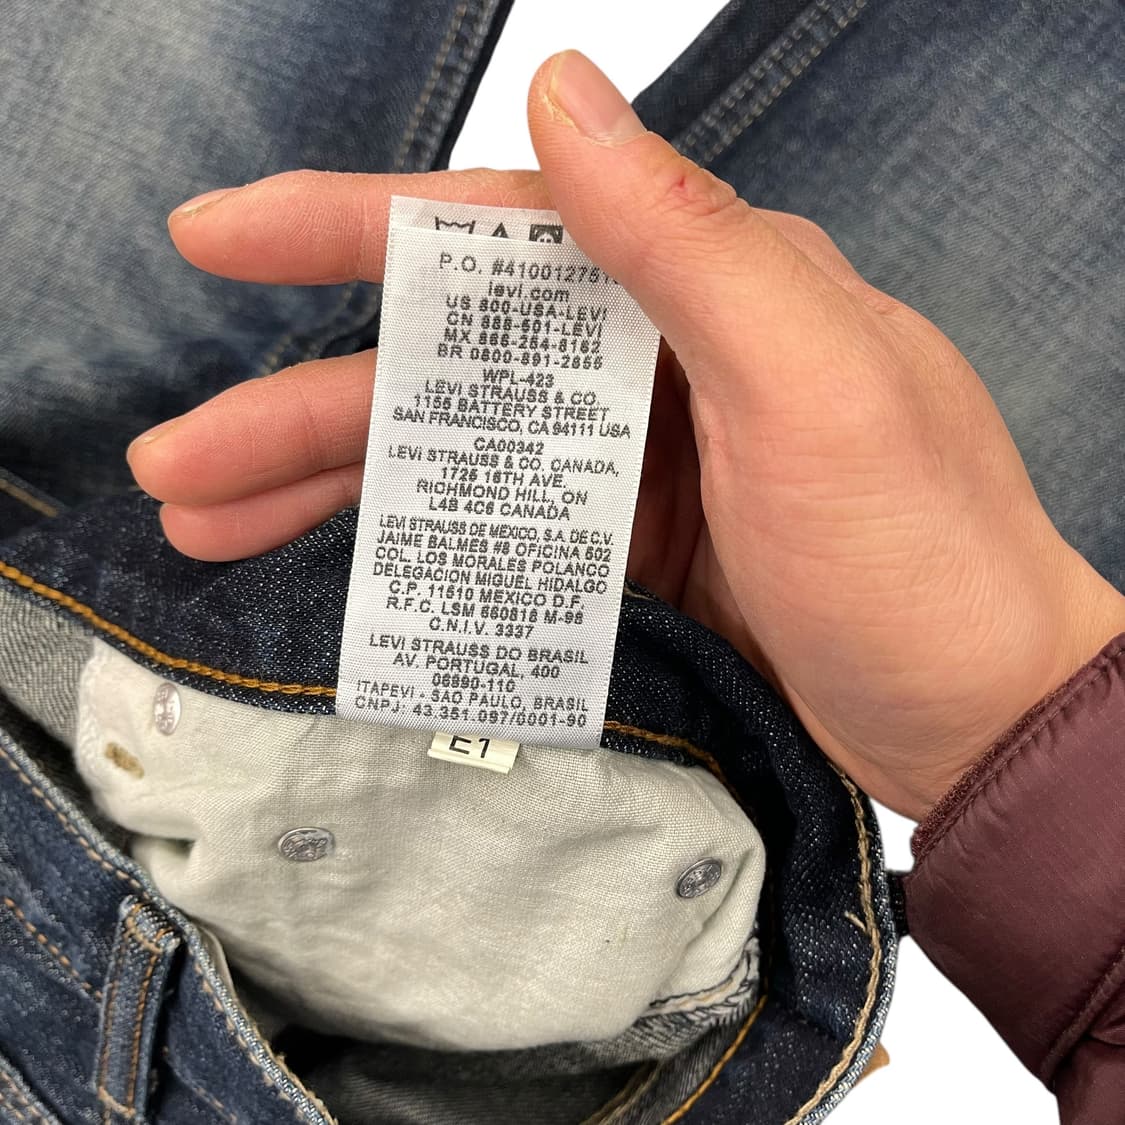 P.O. #410012751
levi.com
US 800-USA-LEVI
CN 888-501-LEVI
MX 866-264-8162
BR 0800-891-2855
WPL-423
LEVI STRAUSS & CO.
1155 BATTERY STREET
SAN FRANCISCO, CA 94111 USA
CA00342
LEVI STRAUSS & CO. CANADA,
1725 16TH AVE.
RICHMOND HILL, ON
L4B 4C6 CANADA
LEVI STRAUSS DE MEXICO, S.A. DE C.V.
JAIME BALMES #8 OFICINA 602
COL. LOS MORALES POLANCO
DELEGACION MIGUEL HIDALGO
C.P. 11510 MEXICO D.F.
R.F.C. LSM 660818 M-98
C.N.I.V. 3337
LEVI STRAUSS DO BRASIL
AV. PORTUGAL, 400
06690-110
ITAPEVI - SAO PAULO, BRASIL
CNPJ: 43.351.097/0001-90
E1